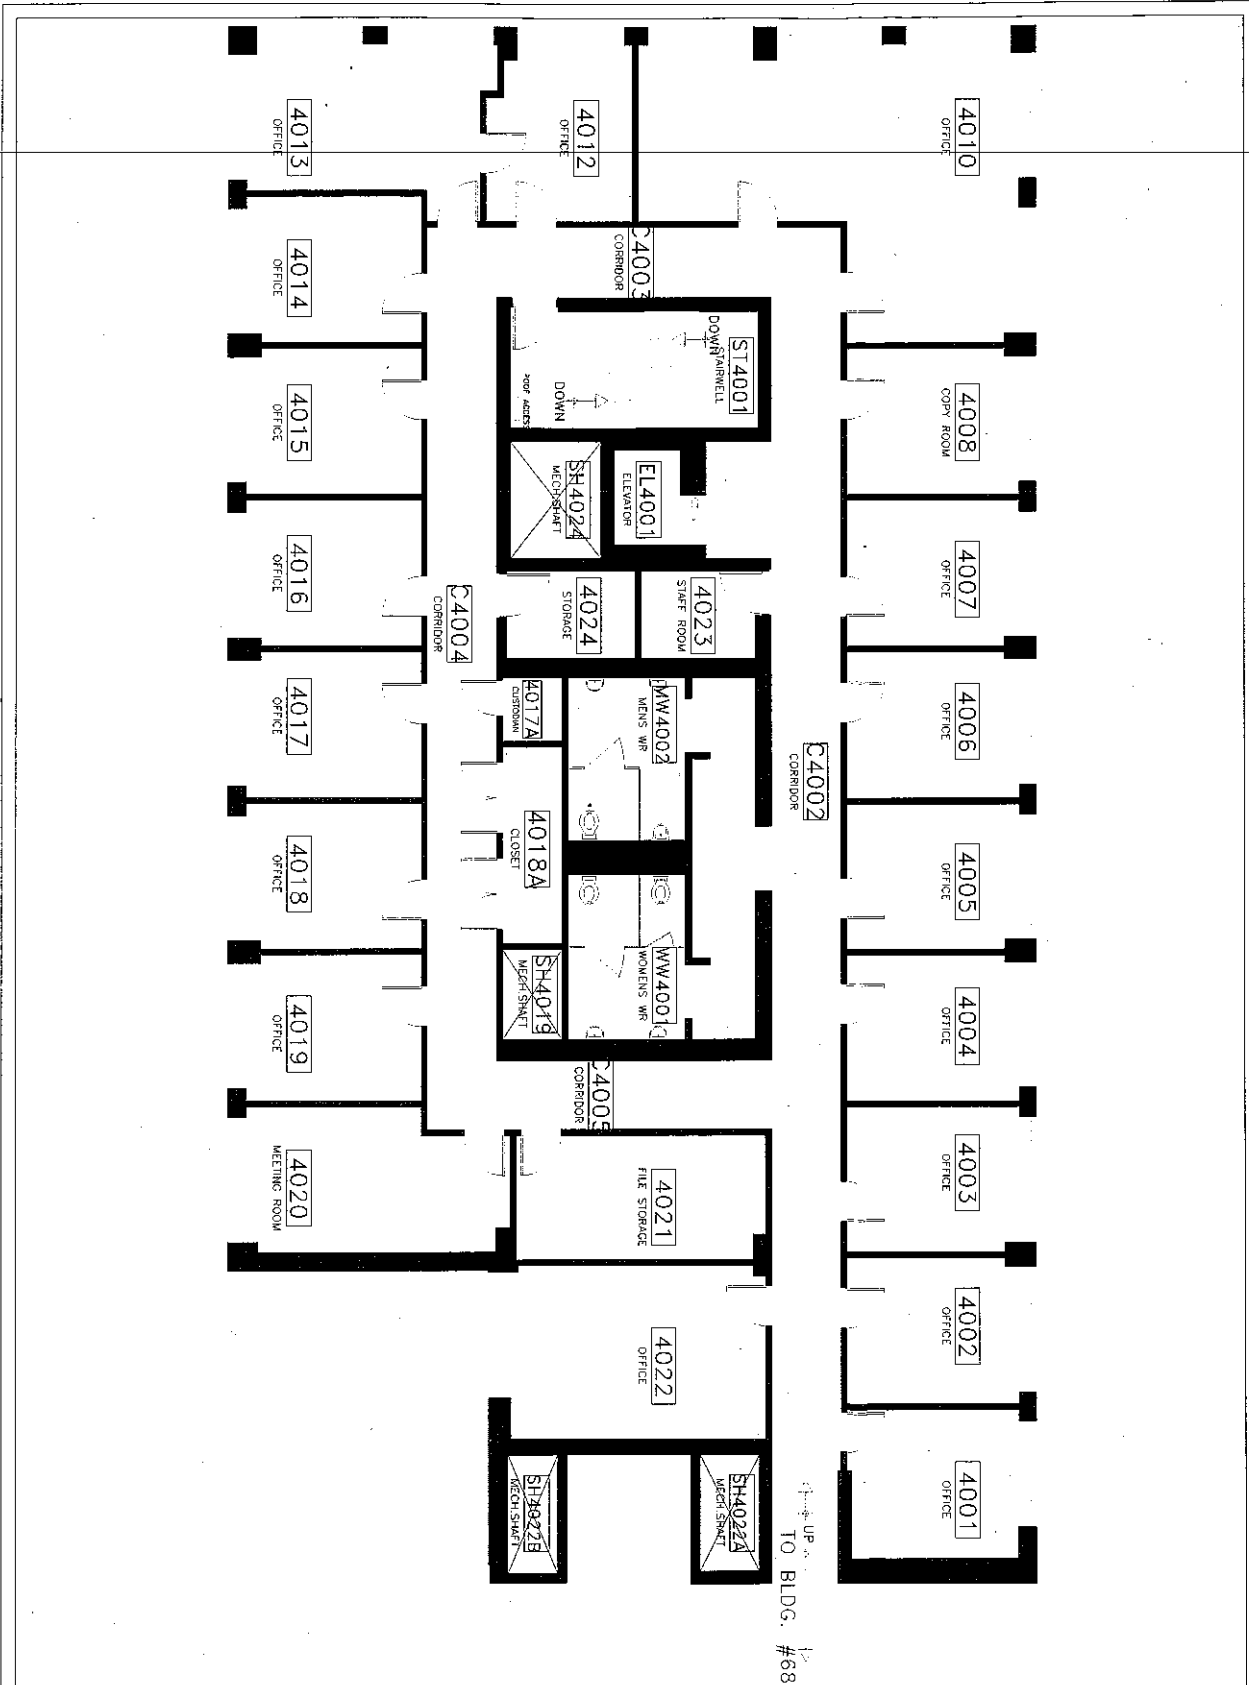 4013
OFFICE
4012
OFFICE
4010
OFFICE
4014
OFFICE
C4003
CORRIDOR
DOWN
ST4001
STAIRWELL
DOWN
4015
OFFICE
4008
COPY ROOM
SH4024
MECH.SHAFT
EL4001
ELEVATOR
4016
OFFICE
C4004
CORRIDOR
4024
STORAGE
4023
STAFF ROOM
4007
OFFICE
4017
OFFICE
4017A
CUSTODIAN
MW4002
MENS WR
4006
OFFICE
C4002
CORRIDOR
4018
OFFICE
4018A
CLOSET
4005
OFFICE
4019
OFFICE
SH4019
MECH.SHAFT
WW4001
WOMENS WR
4004
OFFICE
C4005
CORRIDOR
4020
MEETING ROOM
4021
FILE STORAGE
4003
OFFICE
4022
OFFICE
4002
OFFICE
SH4022B
MECH.SHAFT
SH4022A
MECH.SHAFT
4001
OFFICE
UP
TO BLDG. #68